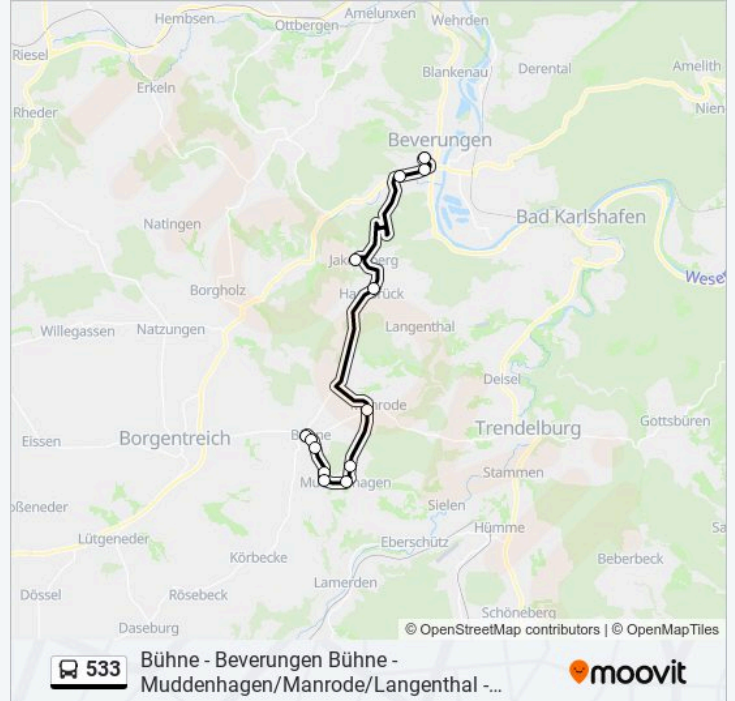 Hembsen
Ottbergen
Amelunxen
Wehrden
Riesel
Blankenau
Derental
Amelith
Erkeln
Nien
Rheder
Beverungen
Natingen
Bad Karlshafen
Weser
Borgholz
Langenthal
Willegassen
Natzungen
Deisel
Gottsbüren
Trendelburg
Eissen
Borgentreich
Stammen
Sielen
Lütgeneder
Hümme
Eberschütz
Körbecke
Beberbeck
Lamerden
Dössel
Rösebeck
Schöneberg
Daseburg
© OpenStreetMap contributors | © OpenMapTiles
533
Bühne - Beverungen Bühne -
Muddenhagen/Manrode/Langenthal -...
moovit